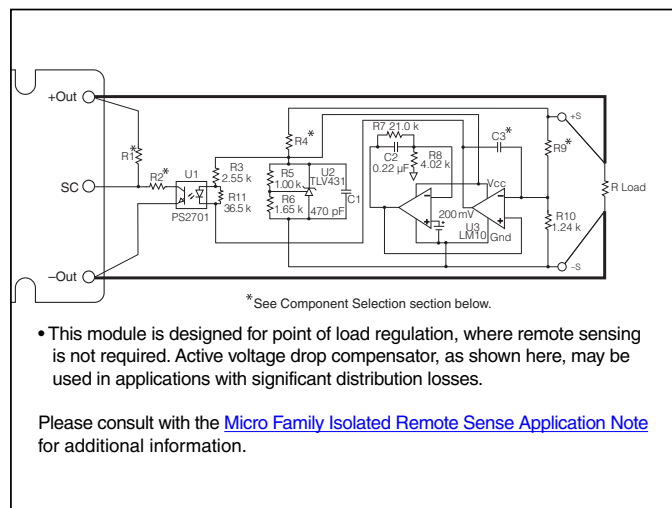 +Out
SC
–Out
R1*
R2*
U1
PS2701
R3
2.55 k
R11
36.5 k
R4*
R5
1.00 k
R6
1.65 k
U2
TLV431
470 pF
C1
R7 21.0 k
C2
0.22 µF
R8
4.02 k
C3*
Vcc
200 mV
U3
LM10
Gnd
+S
R9*
R Load
R10
1.24 k
–S
*See Component Selection section below.
• This module is designed for point of load regulation, where remote sensing
is not required. Active voltage drop compensator, as shown here, may be
used in applications with significant distribution losses.
Please consult with the Micro Family Isolated Remote Sense Application Note
for additional information.